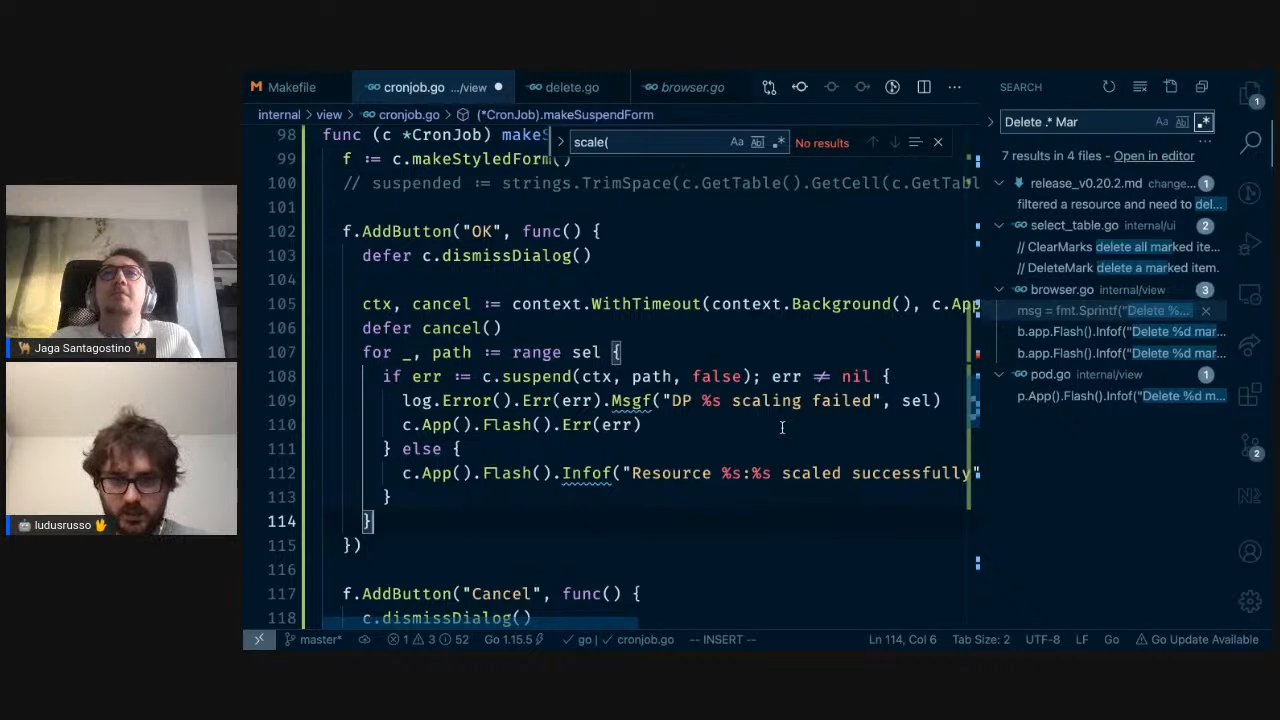 Makefile
cronjob.go .../view
delete.go
browser.go
SEARCH
internal
view
cronjob.go
(*CronJob).makeSuspendForm
Delete .* Mar
98 func (c *CronJob) makeS
scale(
No results
7 results in 4 files - Open in editor
99 f := c.makeStyledForm()
100 // suspended := strings.TrimSpace(c.GetTable().GetCell(c.GetTabl
101
102 f.AddButton("OK", func() {
103 defer c.dismissDialog()
104
105 ctx, cancel := context.WithTimeout(context.Background(), c.App
106 defer cancel()
107 for _, path := range sel {
108 if err := c.suspend(ctx, path, false); err ≠ nil {
109 log.Error().Err(err).Msgf("DP %s scaling failed", sel)
110 c.App().Flash().Err(err)
111 } else {
112 c.App().Flash().Infof("Resource %s:%s scaled successfully"
113 }
114 }
115 })
116
117 f.AddButton("Cancel", func() {
118 c.dismissDialog()
release_v0.20.2.md change... 1
filtered a resource and need to del...
select_table.go internal/ui 2
// ClearMarks delete all marked ite...
// DeleteMark delete a marked item.
browser.go internal/view 3
msg = fmt.Sprintf("Delete %...
b.app.Flash().Infof("Delete %d mar...
b.app.Flash().Infof("Delete %d mar...
pod.go internal/view 1
p.App().Flash().Infof("Delete %d m...
1
2
Jaga Santagostino
ludusrusso
master* 1 3 52 Go 1.15.5 go cronjob.go -- INSERT -- Ln 114, Col 6 Tab Size: 2 UTF-8 LF Go Go Update Available